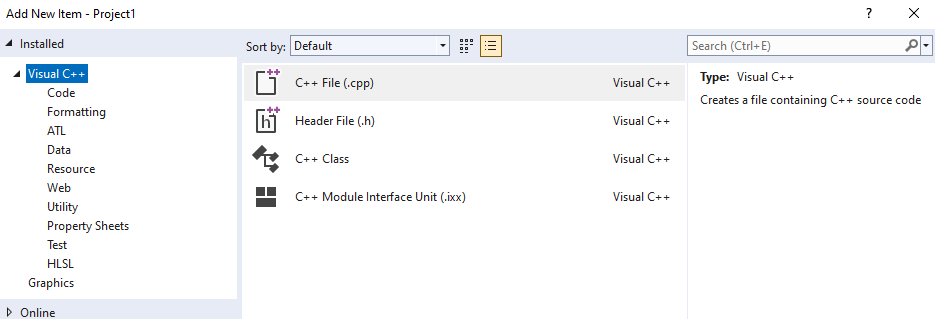 Add New Item - Project1
?
Installed
Sort by: Default
Search (Ctrl+E)
Visual C++
Code
Formatting
ATL
Data
Resource
Web
Utility
Property Sheets
Test
HLSL
Graphics
Online
C++ File (.cpp) Visual C++
Header File (.h) Visual C++
C++ Class Visual C++
C++ Module Interface Unit (.ixx) Visual C++
Type: Visual C++
Creates a file containing C++ source code